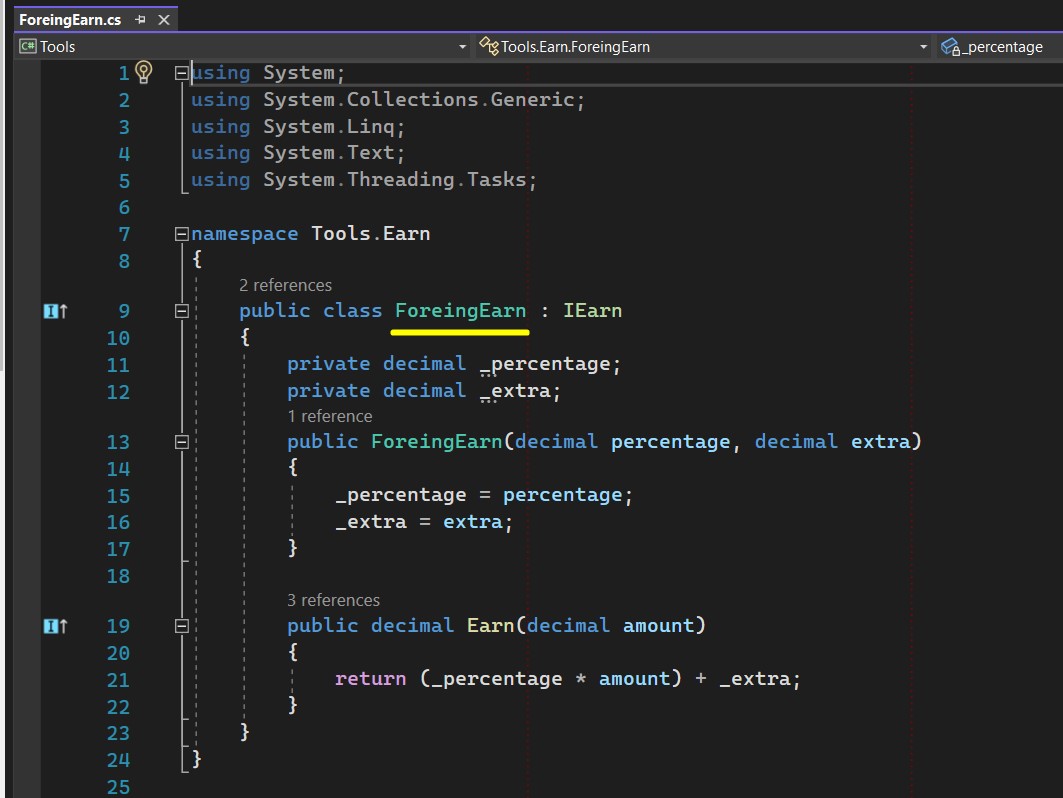 ForeingEarn.cs
C# Tools
Tools.Earn.ForeingEarn
_percentage
1 using System;
2 using System.Collections.Generic;
3 using System.Linq;
4 using System.Text;
5 using System.Threading.Tasks;
6
7 namespace Tools.Earn
8 {
2 references
9 public class ForeingEarn : IEarn
10 {
11 private decimal _percentage;
12 private decimal _extra;
1 reference
13 public ForeingEarn(decimal percentage, decimal extra)
14 {
15 _percentage = percentage;
16 _extra = extra;
17 }
18
3 references
19 public decimal Earn(decimal amount)
20 {
21 return (_percentage * amount) + _extra;
22 }
23 }
24 }
25